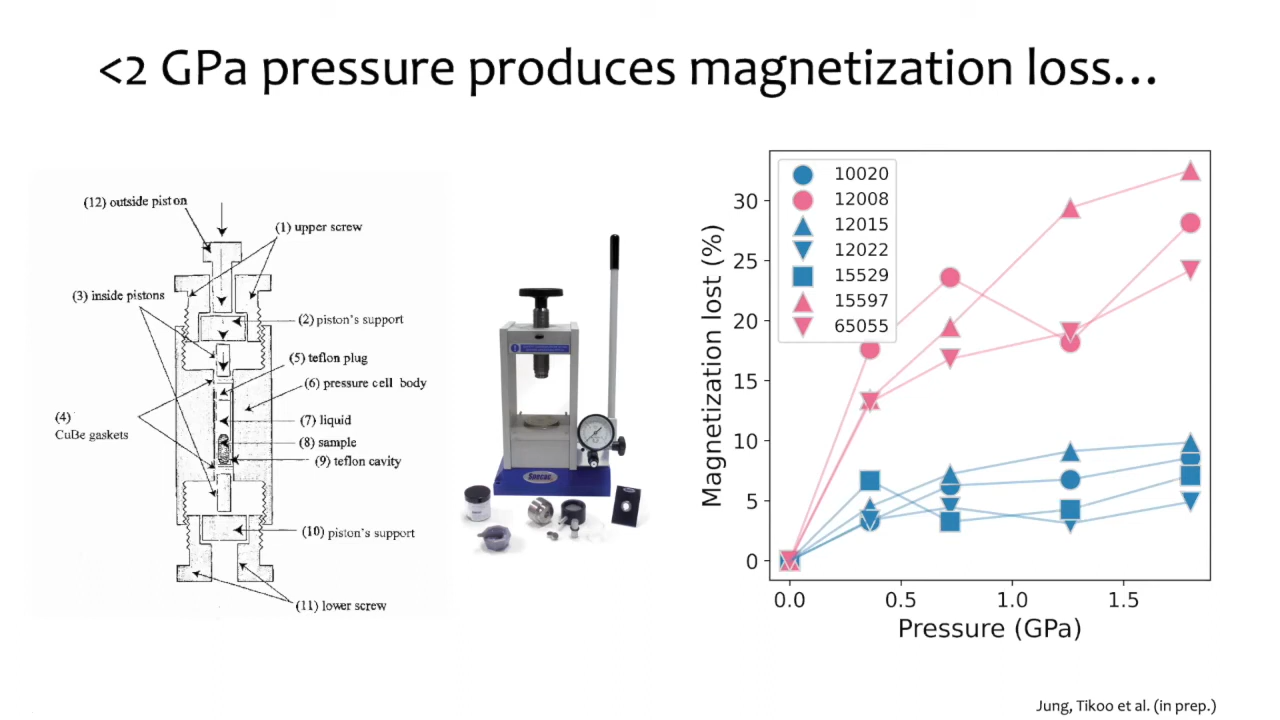 <2 GPa pressure produces magnetization loss...
(12) outside piston
(1) upper screw
(3) inside pistons
(2) piston's support
(5) teflon plug
(6) pressure cell body
(4)
CuBe gaskets
(7) liquid
(8) sample
(9) teflon cavity
(10) piston's support
(11) lower screw
Specac
10020
12008
12015
12022
15529
15597
65055
Magnetization lost (%)
30
25
20
15
10
5
0
0.0
0.5
1.0
1.5
Pressure (GPa)
Jung, Tikoo et al. (in prep.)